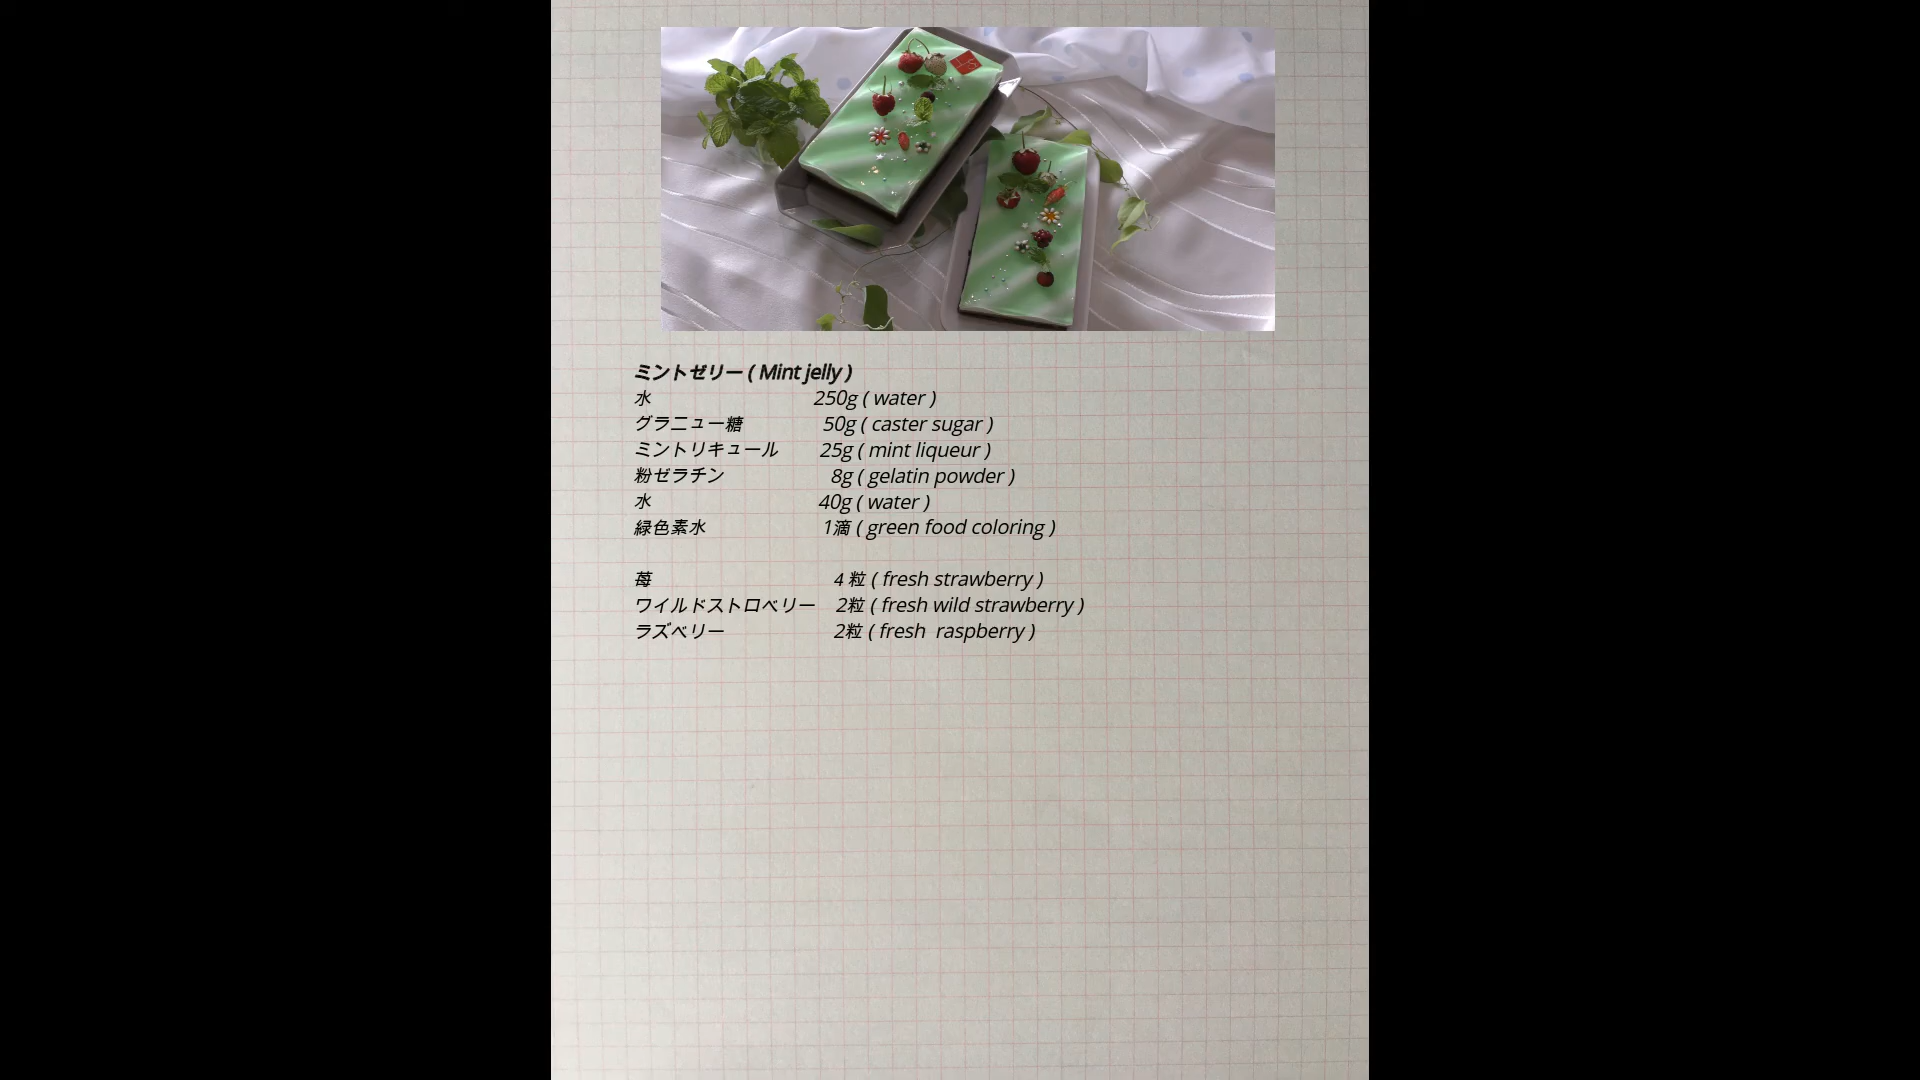 ミントゼリー ( Mint jelly )
水 250g ( water )
グラニュー糖 50g ( caster sugar )
ミントリキュール 25g ( mint liqueur )
粉ゼラチン 8g ( gelatin powder )
水 40g ( water )
緑色素水 1滴 ( green food coloring )
苺 4 粒 ( fresh strawberry )
ワイルドストロベリー 2粒 ( fresh wild strawberry )
ラズベリー 2粒 ( fresh raspberry )